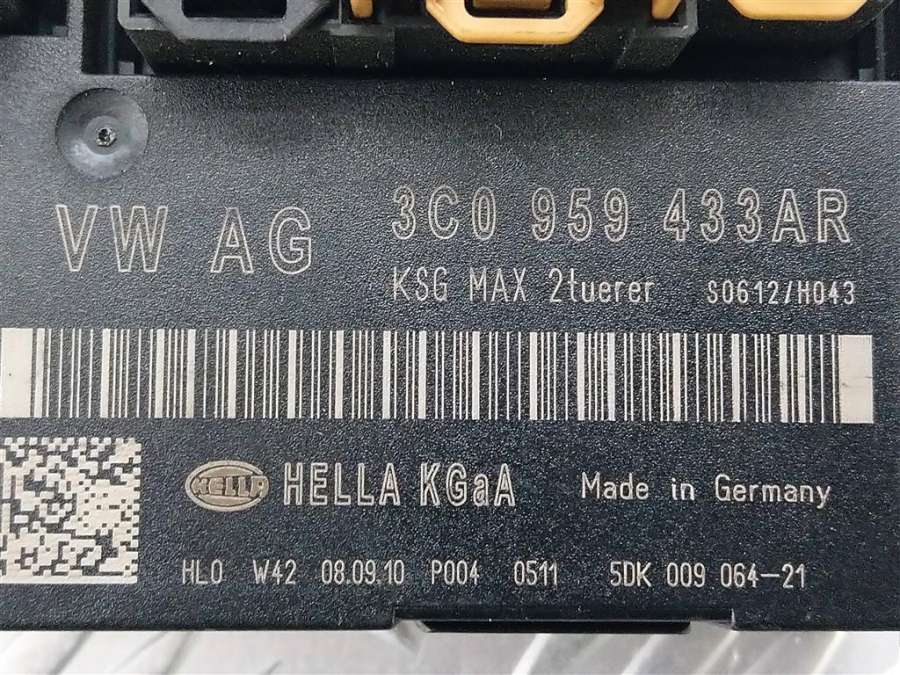 VW AG 3C0 959 433AR
KSG MAX 2tuerer S0612/H043
HELLA HELLA KGaA Made in Germany
HLO W42 08.09.10 P004 0511 5DK 009 064-21